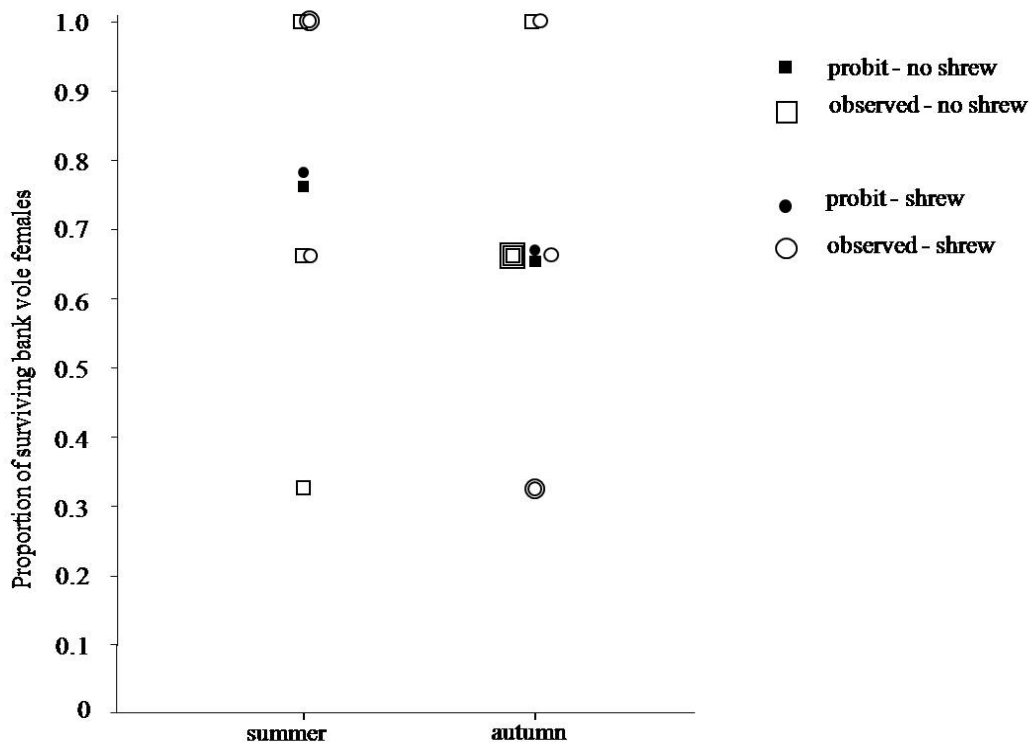 Proportion of surviving bank vole females
1.0
0.9
0.8
0.7
0.6
0.5
0.4
0.3
0.2
0.1
0
summer
autumn
probit - no shrew
observed - no shrew
probit - shrew
observed - shrew